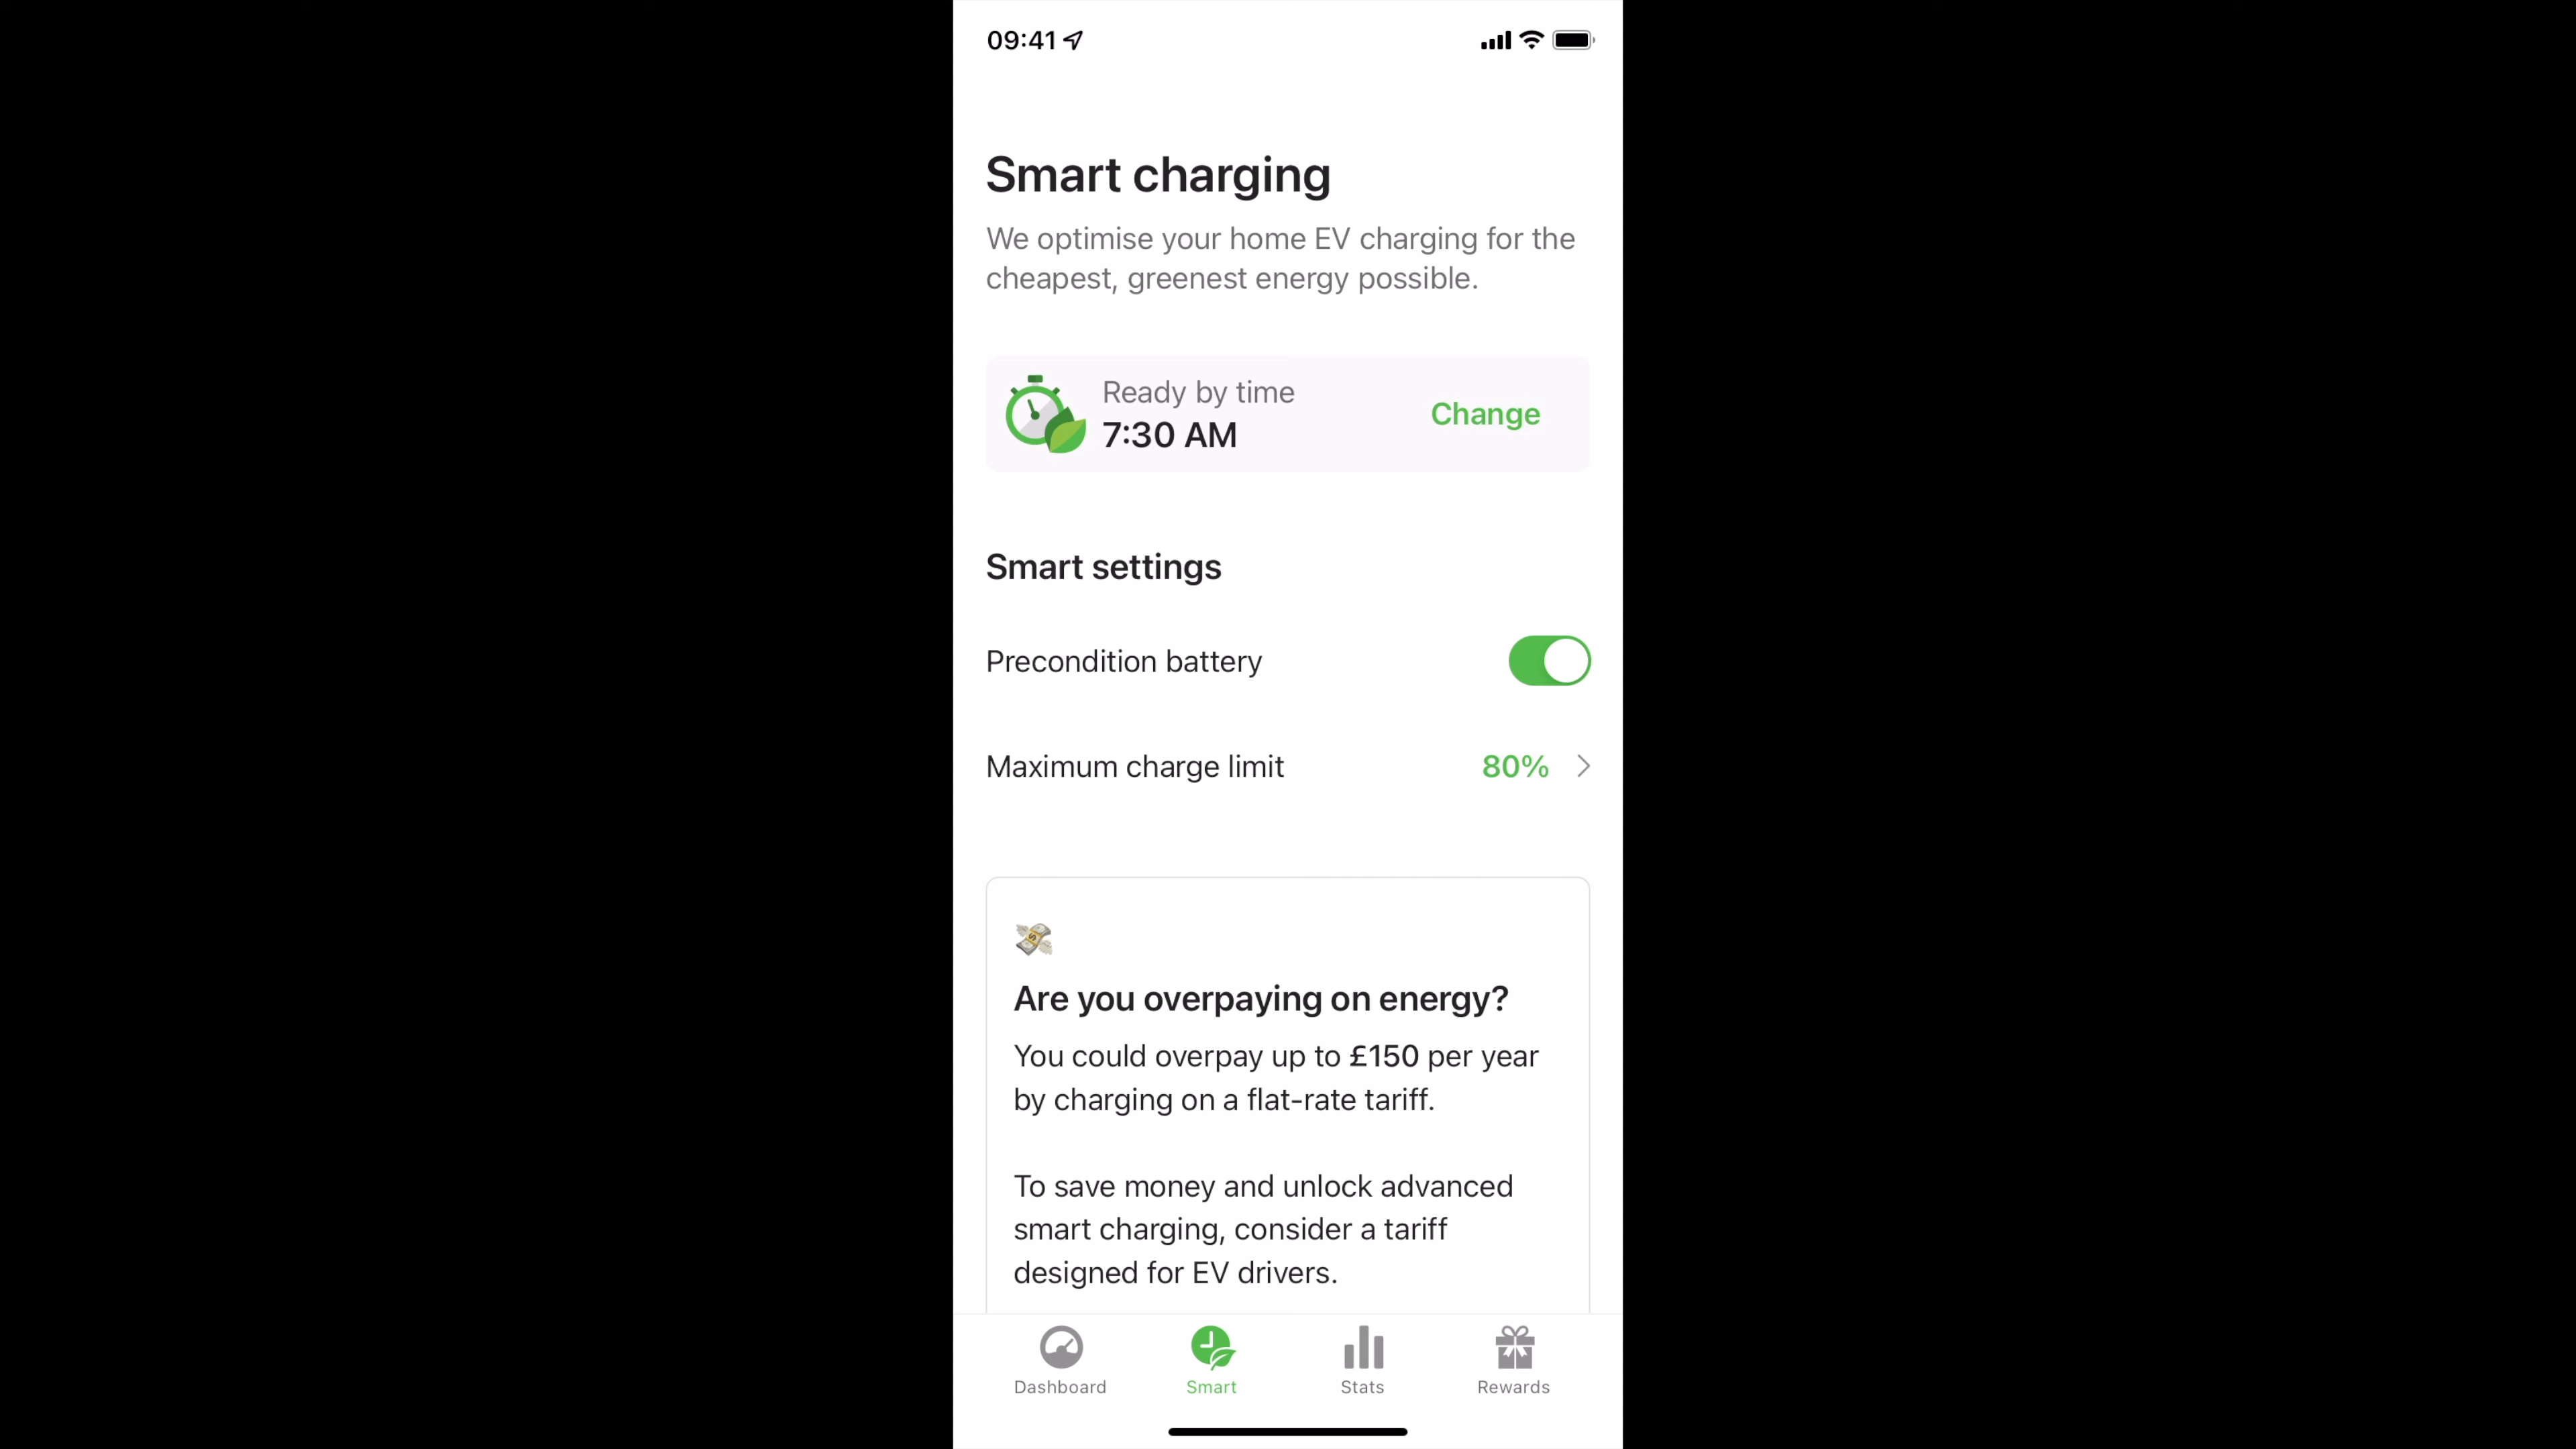 09:41
Smart charging
We optimise your home EV charging for the
cheapest, greenest energy possible.
Ready by time
7:30 AM
Change
Smart settings
Precondition battery
Maximum charge limit
80%
Are you overpaying on energy?
You could overpay up to £150 per year
by charging on a flat-rate tariff.
To save money and unlock advanced
smart charging, consider a tariff
designed for EV drivers.
Dashboard
Smart
Stats
Rewards